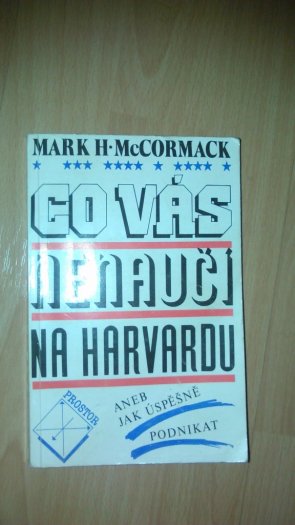 MARK H·McCORMACK
CO VÁS
NENAUČÍ
NA HARVARDU
PROSTOR
ANEB
JAK ÚSPĚŠNĚ
PODNIKAT